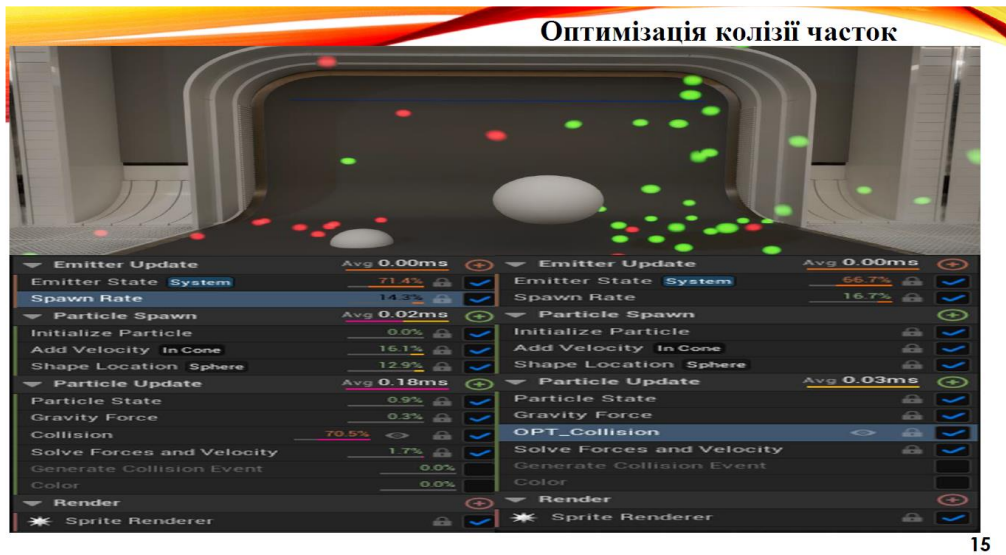 Оптимізація колізії часток
Emitter Update Avg 0.00ms
Emitter State System 71.4%
Spawn Rate 14.3%
Particle Spawn Avg 0.02ms
Initialize Particle 0.0%
Add Velocity In Cone 16.1%
Shape Location Sphere 12.9%
Particle Update Avg 0.18ms
Particle State 0.9%
Gravity Force 0.3%
Collision 70.5%
Solve Forces and Velocity 1.7%
Generate Collision Event 0.0%
Color 0.0%
Render
Sprite Renderer
Emitter Update Avg 0.00ms
Emitter State System 66.7%
Spawn Rate 16.7%
Particle Spawn
Initialize Particle
Add Velocity In Cone
Shape Location Sphere
Particle Update Avg 0.03ms
Particle State
Gravity Force
OPT_Collision
Solve Forces and Velocity
Generate Collision Event
Color
Render
Sprite Renderer
15